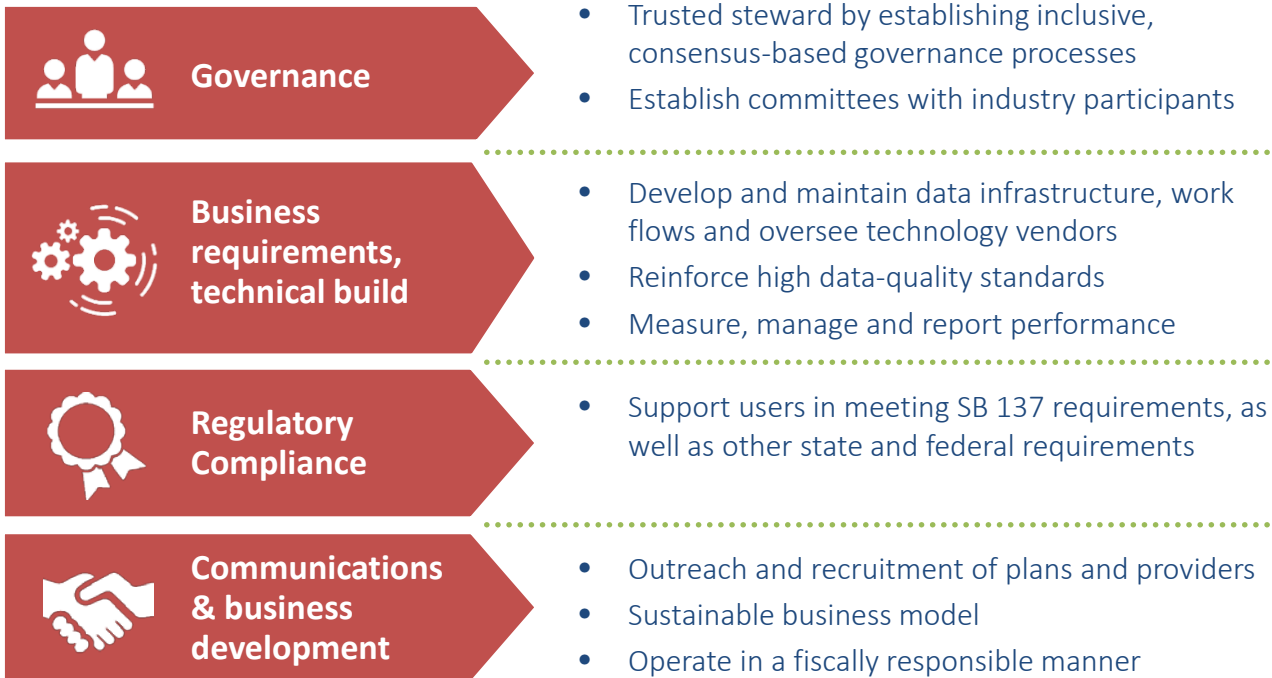 Governance
• Trusted steward by establishing inclusive,
consensus-based governance processes
• Establish committees with industry participants
Business
requirements,
technical build
• Develop and maintain data infrastructure, work
flows and oversee technology vendors
• Reinforce high data-quality standards
• Measure, manage and report performance
Regulatory
Compliance
• Support users in meeting SB 137 requirements, as
well as other state and federal requirements
Communications
& business
development
• Outreach and recruitment of plans and providers
• Sustainable business model
• Operate in a fiscally responsible manner